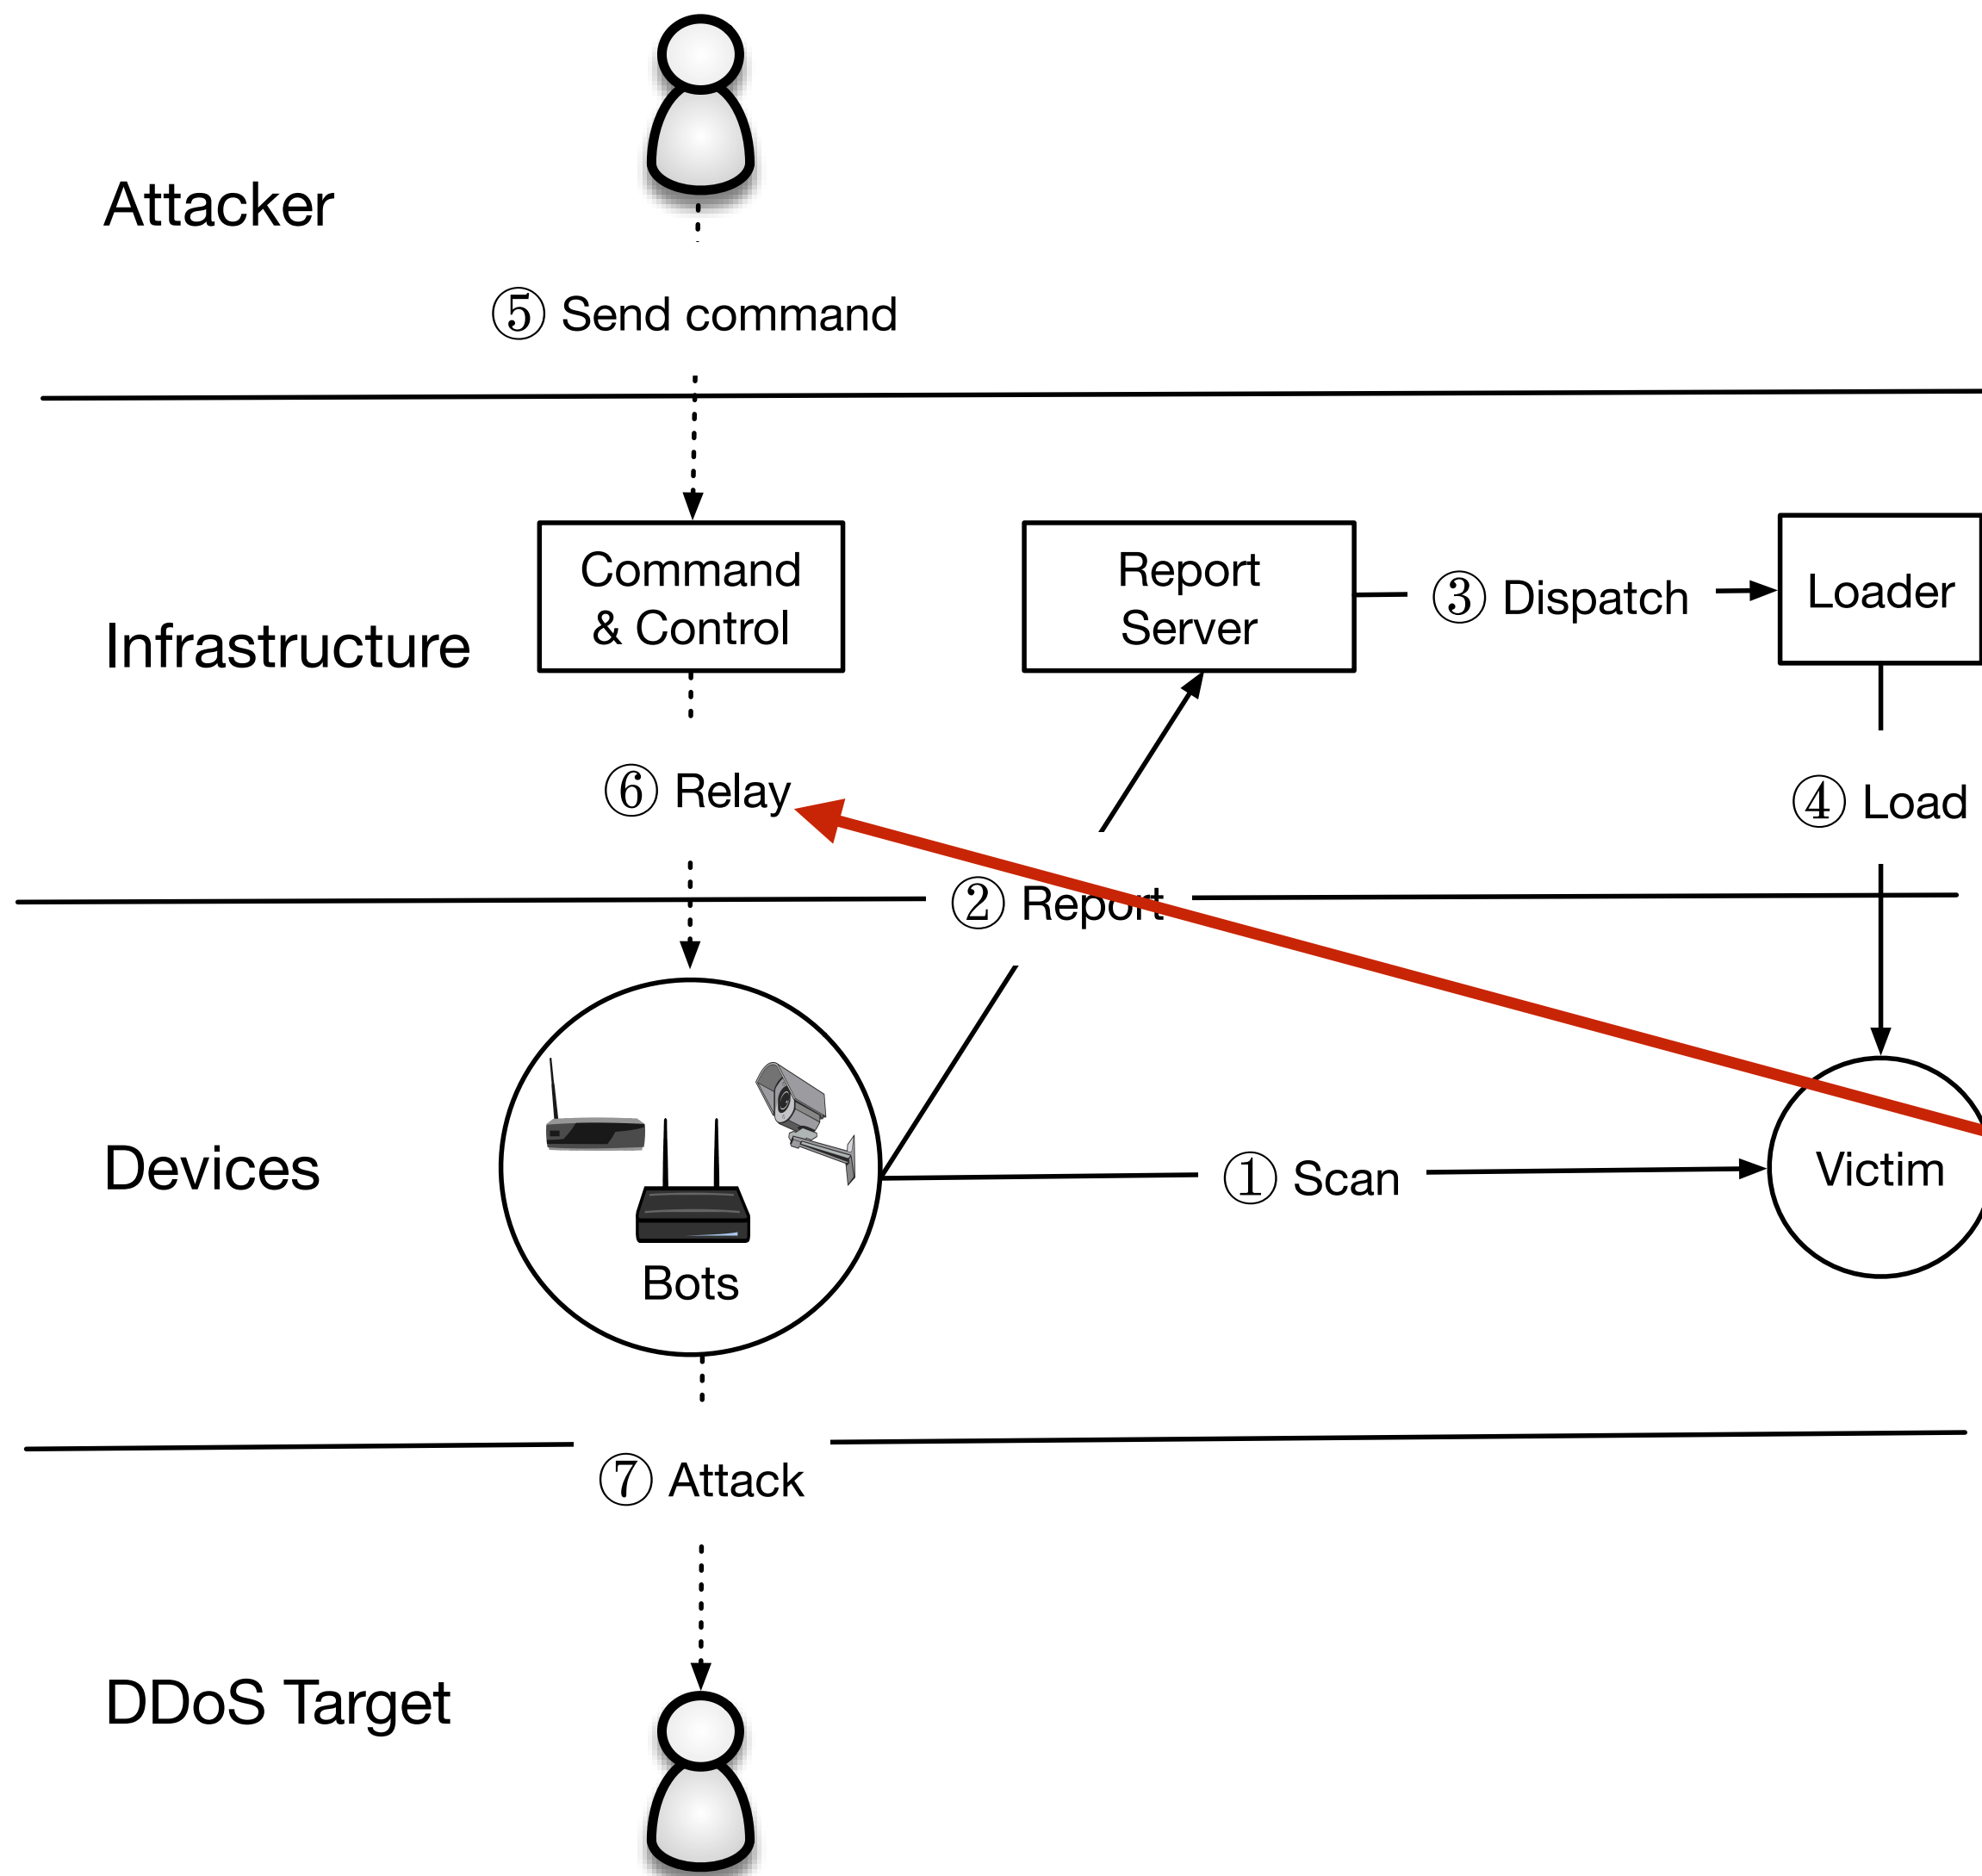 Attacker
⑤ Send command
Infrastructure
Command
& Control
Report
Server
③ Dispatch
Loader
⑥ Relay
④ Load
② Report
Devices
Bots
① Scan
Victim
⑦ Attack
DDoS Target